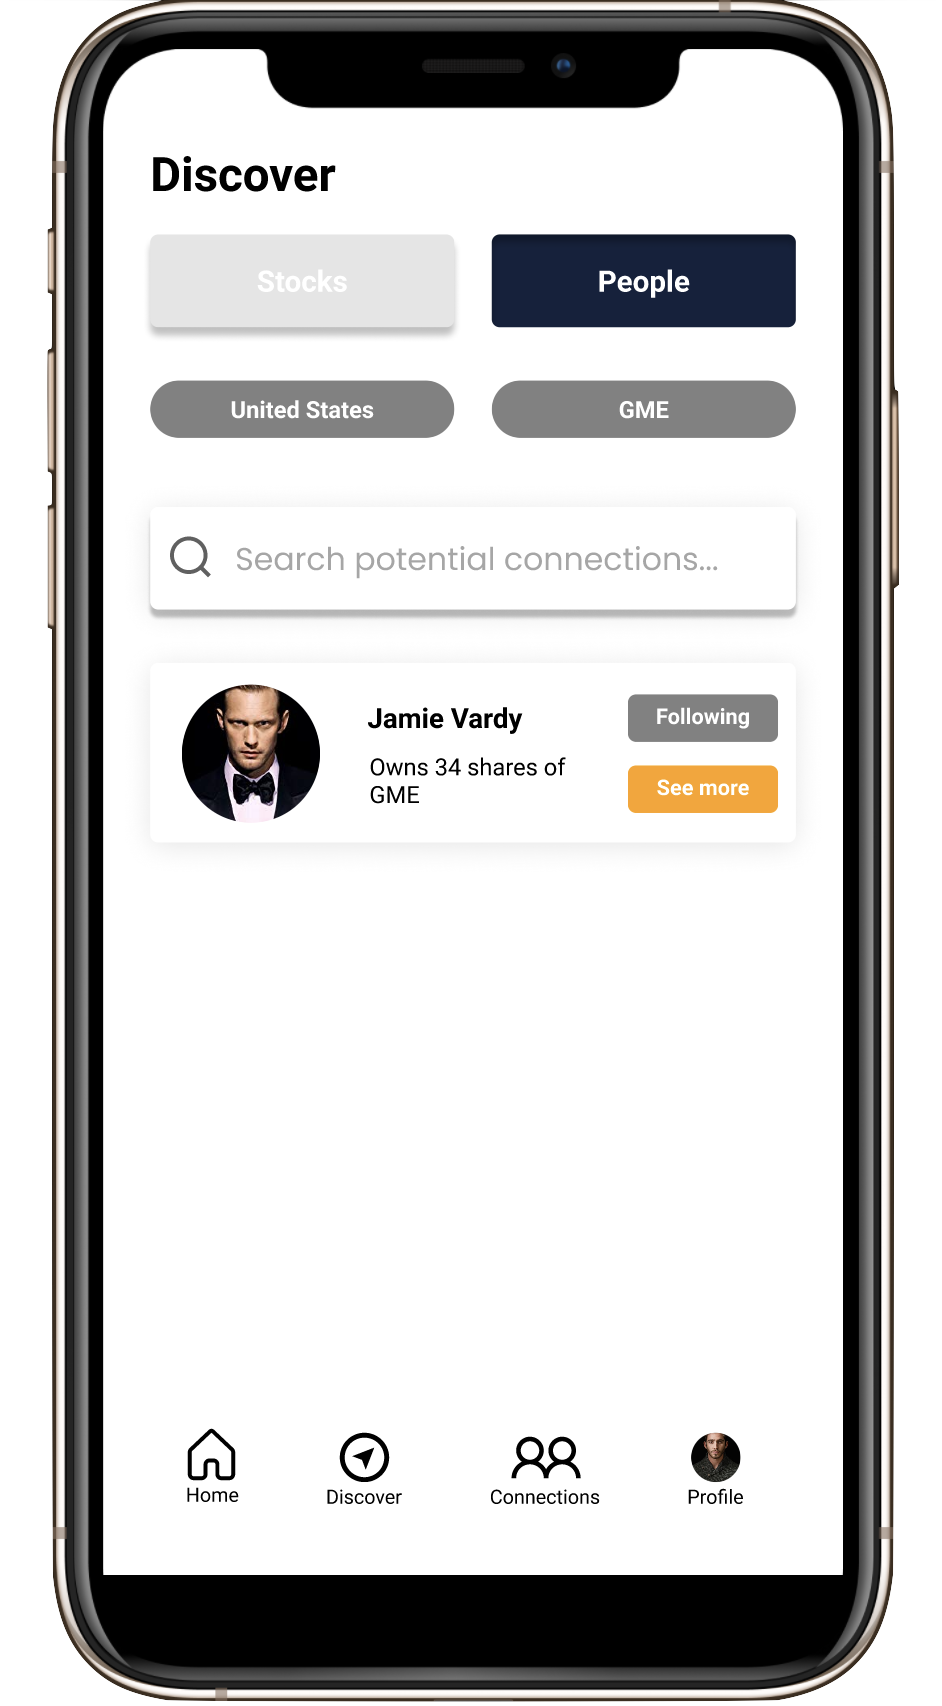 Discover
Stocks
People
United States
GME
Search potential connections...
Jamie Vardy
Owns 34 shares of
GME
Following
See more
Home
Discover
Connections
Profile